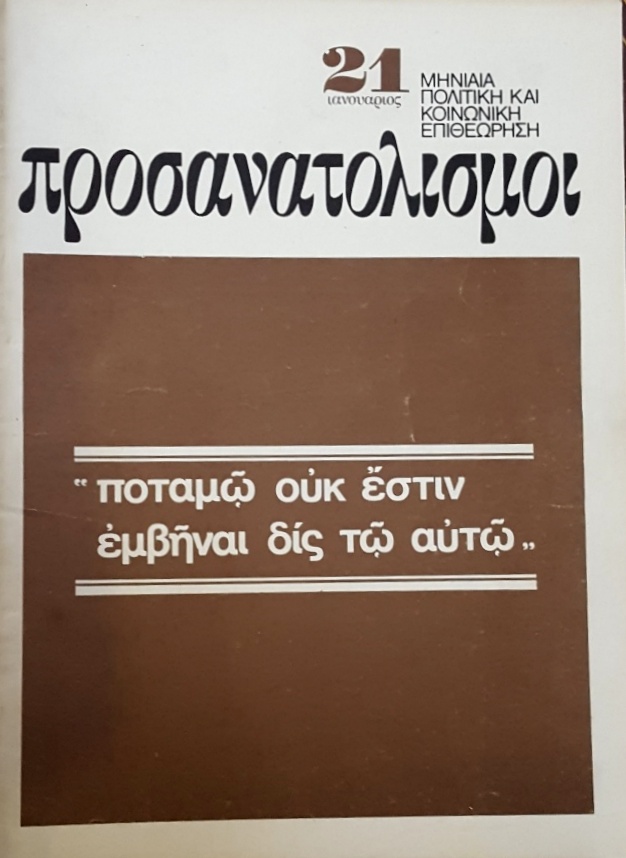 21
ιανουαριος
ΜΗΝΙΑΙΑ
ΠΟΛΙΤΙΚΗ ΚΑΙ
ΚΟΙΝΩΝΙΚΗ
ΕΠΙΘΕΩΡΗΣΗ
προσανατολισμοι
“ ποταμῷ οὐκ ἔστιν
ἐμβῆναι δίς τῷ αὐτῷ „